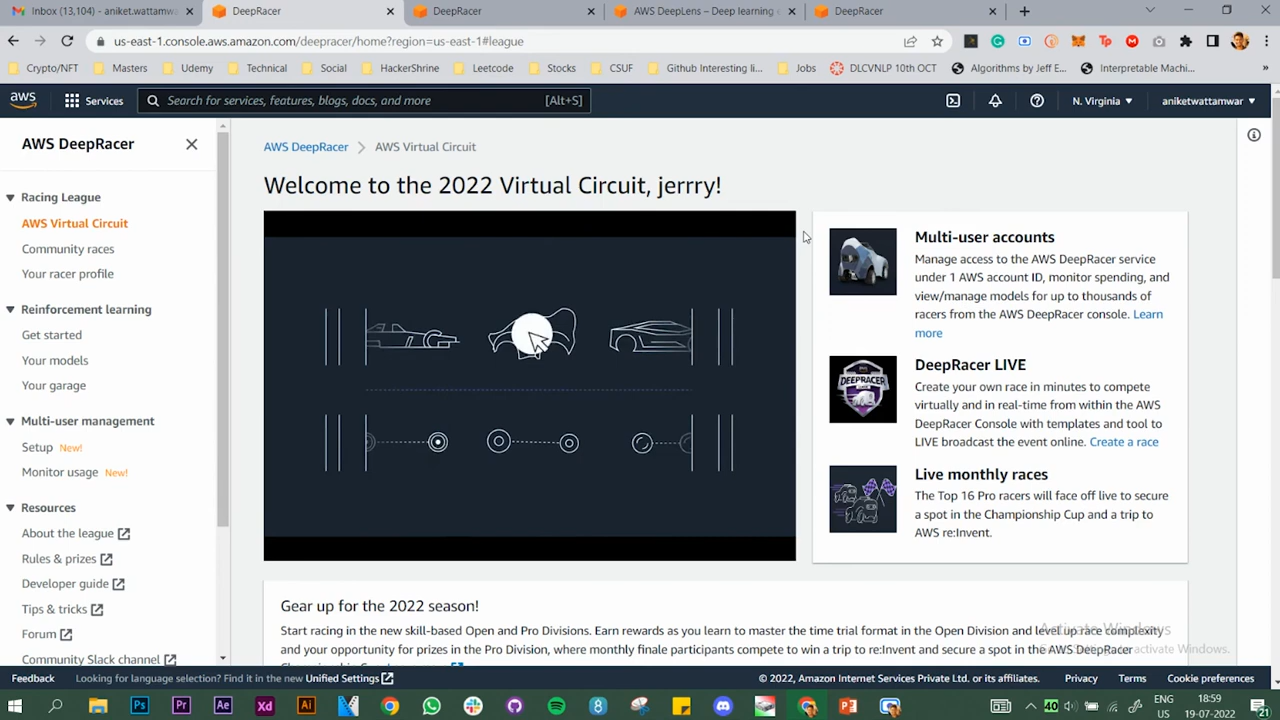 Inbox (13,104) - aniket.wattamwa
DeepRacer
DeepRacer
AWS DeepLens – Deep learning
DeepRacer
us-east-1.console.aws.amazon.com/deepracer/home?region=us-east-1#league
Crypto/NFT
Masters
Udemy
Technical
Social
HackerShrine
Leetcode
Stocks
CSUF
Github Interesting li...
Jobs
DLCVNLP 10th OCT
Algorithms by Jeff E...
Interpretable Machi...
»
aws
Services
Search for services, features, blogs, docs, and more
[Alt+S]
N. Virginia
aniketwattamwar
AWS DeepRacer
Racing League
AWS Virtual Circuit
Community races
Your racer profile
Reinforcement learning
Get started
Your models
Your garage
Multi-user management
Setup New!
Monitor usage New!
Resources
About the league
Rules & prizes
Developer guide
Tips & tricks
Forum
Community Slack channel
AWS DeepRacer > AWS Virtual Circuit
Welcome to the 2022 Virtual Circuit, jerrry!
Multi-user accounts
Manage access to the AWS DeepRacer service
under 1 AWS account ID, monitor spending, and
view/manage models for up to thousands of
racers from the AWS DeepRacer console. Learn
more
DEEPRACER
DeepRacer LIVE
Create your own race in minutes to compete
virtually and in real-time from within the AWS
DeepRacer Console with templates and tool to
LIVE broadcast the event online. Create a race
Live monthly races
The Top 16 Pro racers will face off live to secure
a spot in the Championship Cup and a trip to
AWS re:Invent.
Gear up for the 2022 season!
Start racing in the new skill-based Open and Pro Divisions. Earn rewards as you learn to master the time trial format in the Open Division and level up race complexity
and your opportunity for prizes in the Pro Division, where monthly finale participants compete to win a trip to re:Invent and secure a spot in the AWS DeepRacer
Activate Windows
Feedback
Looking for language selection? Find it in the new Unified Settings
© 2022, Amazon Internet Services Private Ltd. or its affiliates.
Privacy
Terms
Cookie preferences
Ps
Pr
Ae
Xd
Ai
40
ENG
US
18:59
19-07-2022
21